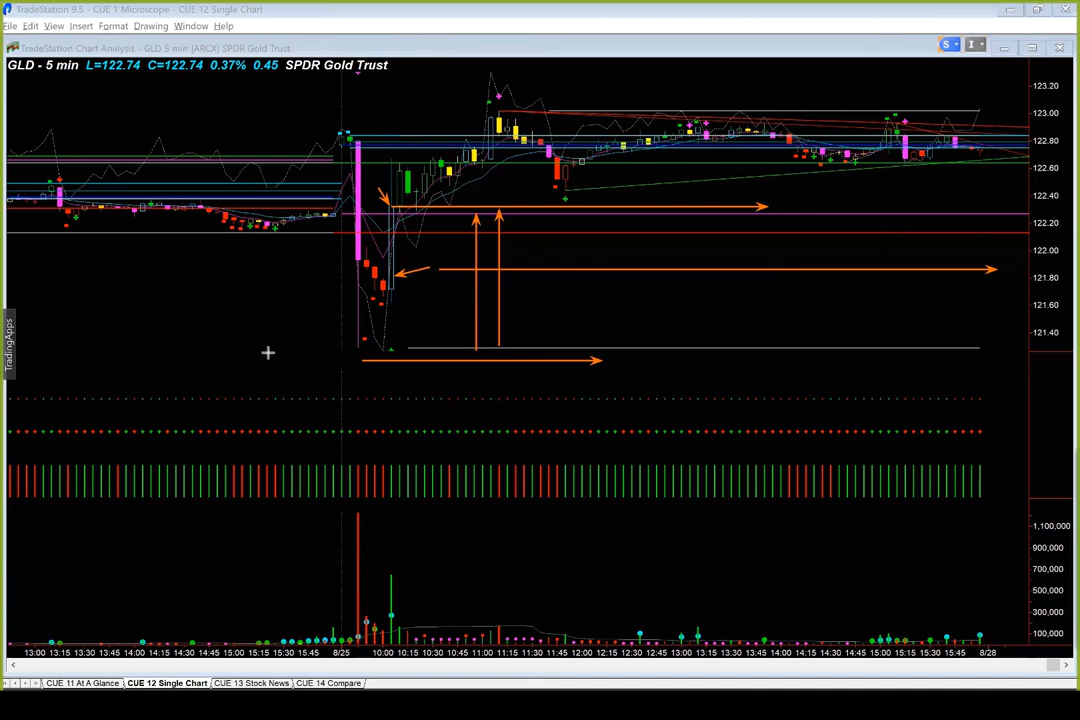 TradeStation 9.5 - CUE 1 Microscope - CUE 12 Single Chart
File Edit View Insert Format Drawing Window Help
TradeStation Chart Analysis - GLD 5 min [ARCX] SPDR Gold Trust
S I
GLD - 5 min L=122.74 C=122.74 0.37% 0.45 SPDR Gold Trust
123.20
123.00
122.80
122.60
122.40
122.20
122.00
121.80
121.60
121.40
TradingApps
1,100,000
900,000
700,000
500,000
300,000
100,000
13:00 13:15 13:30 13:45 14:00 14:15 14:30 14:45 15:00 15:15 15:30 15:45 8/25 10:00 10:15 10:30 10:45 11:00 11:15 11:30 11:45 12:00 12:15 12:30 12:45 13:00 13:15 13:30 13:45 14:00 14:15 14:30 14:45 15:00 15:15 15:30 15:45 8/28
CUE 11 At A Glance CUE 12 Single Chart CUE 13 Stock News CUE 14 Compare